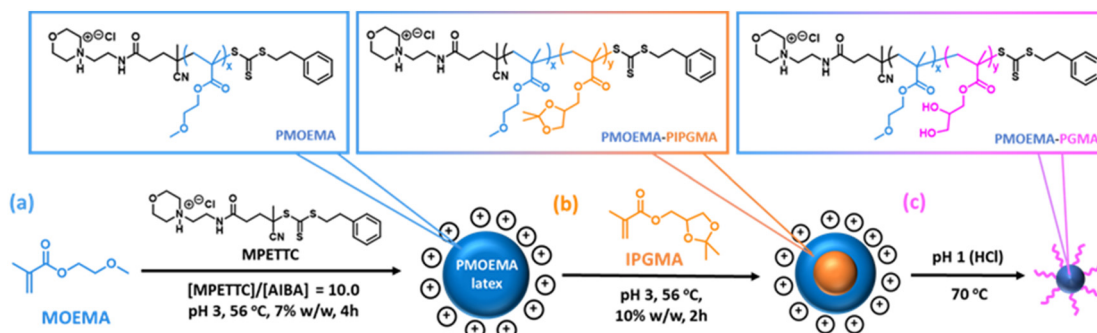 PMOEMA
PMOEMA-PIPGMA
PMOEMA-PGMA
(a)
MPETTC
[MPETTC]/[AIBA] = 10.0
pH 3, 56 °C, 7% w/w, 4h
MOEMA
PMOEMA
latex
(b)
IPGMA
pH 3, 56 °C,
10% w/w, 2h
(c)
pH 1 (HCl)
70 °C